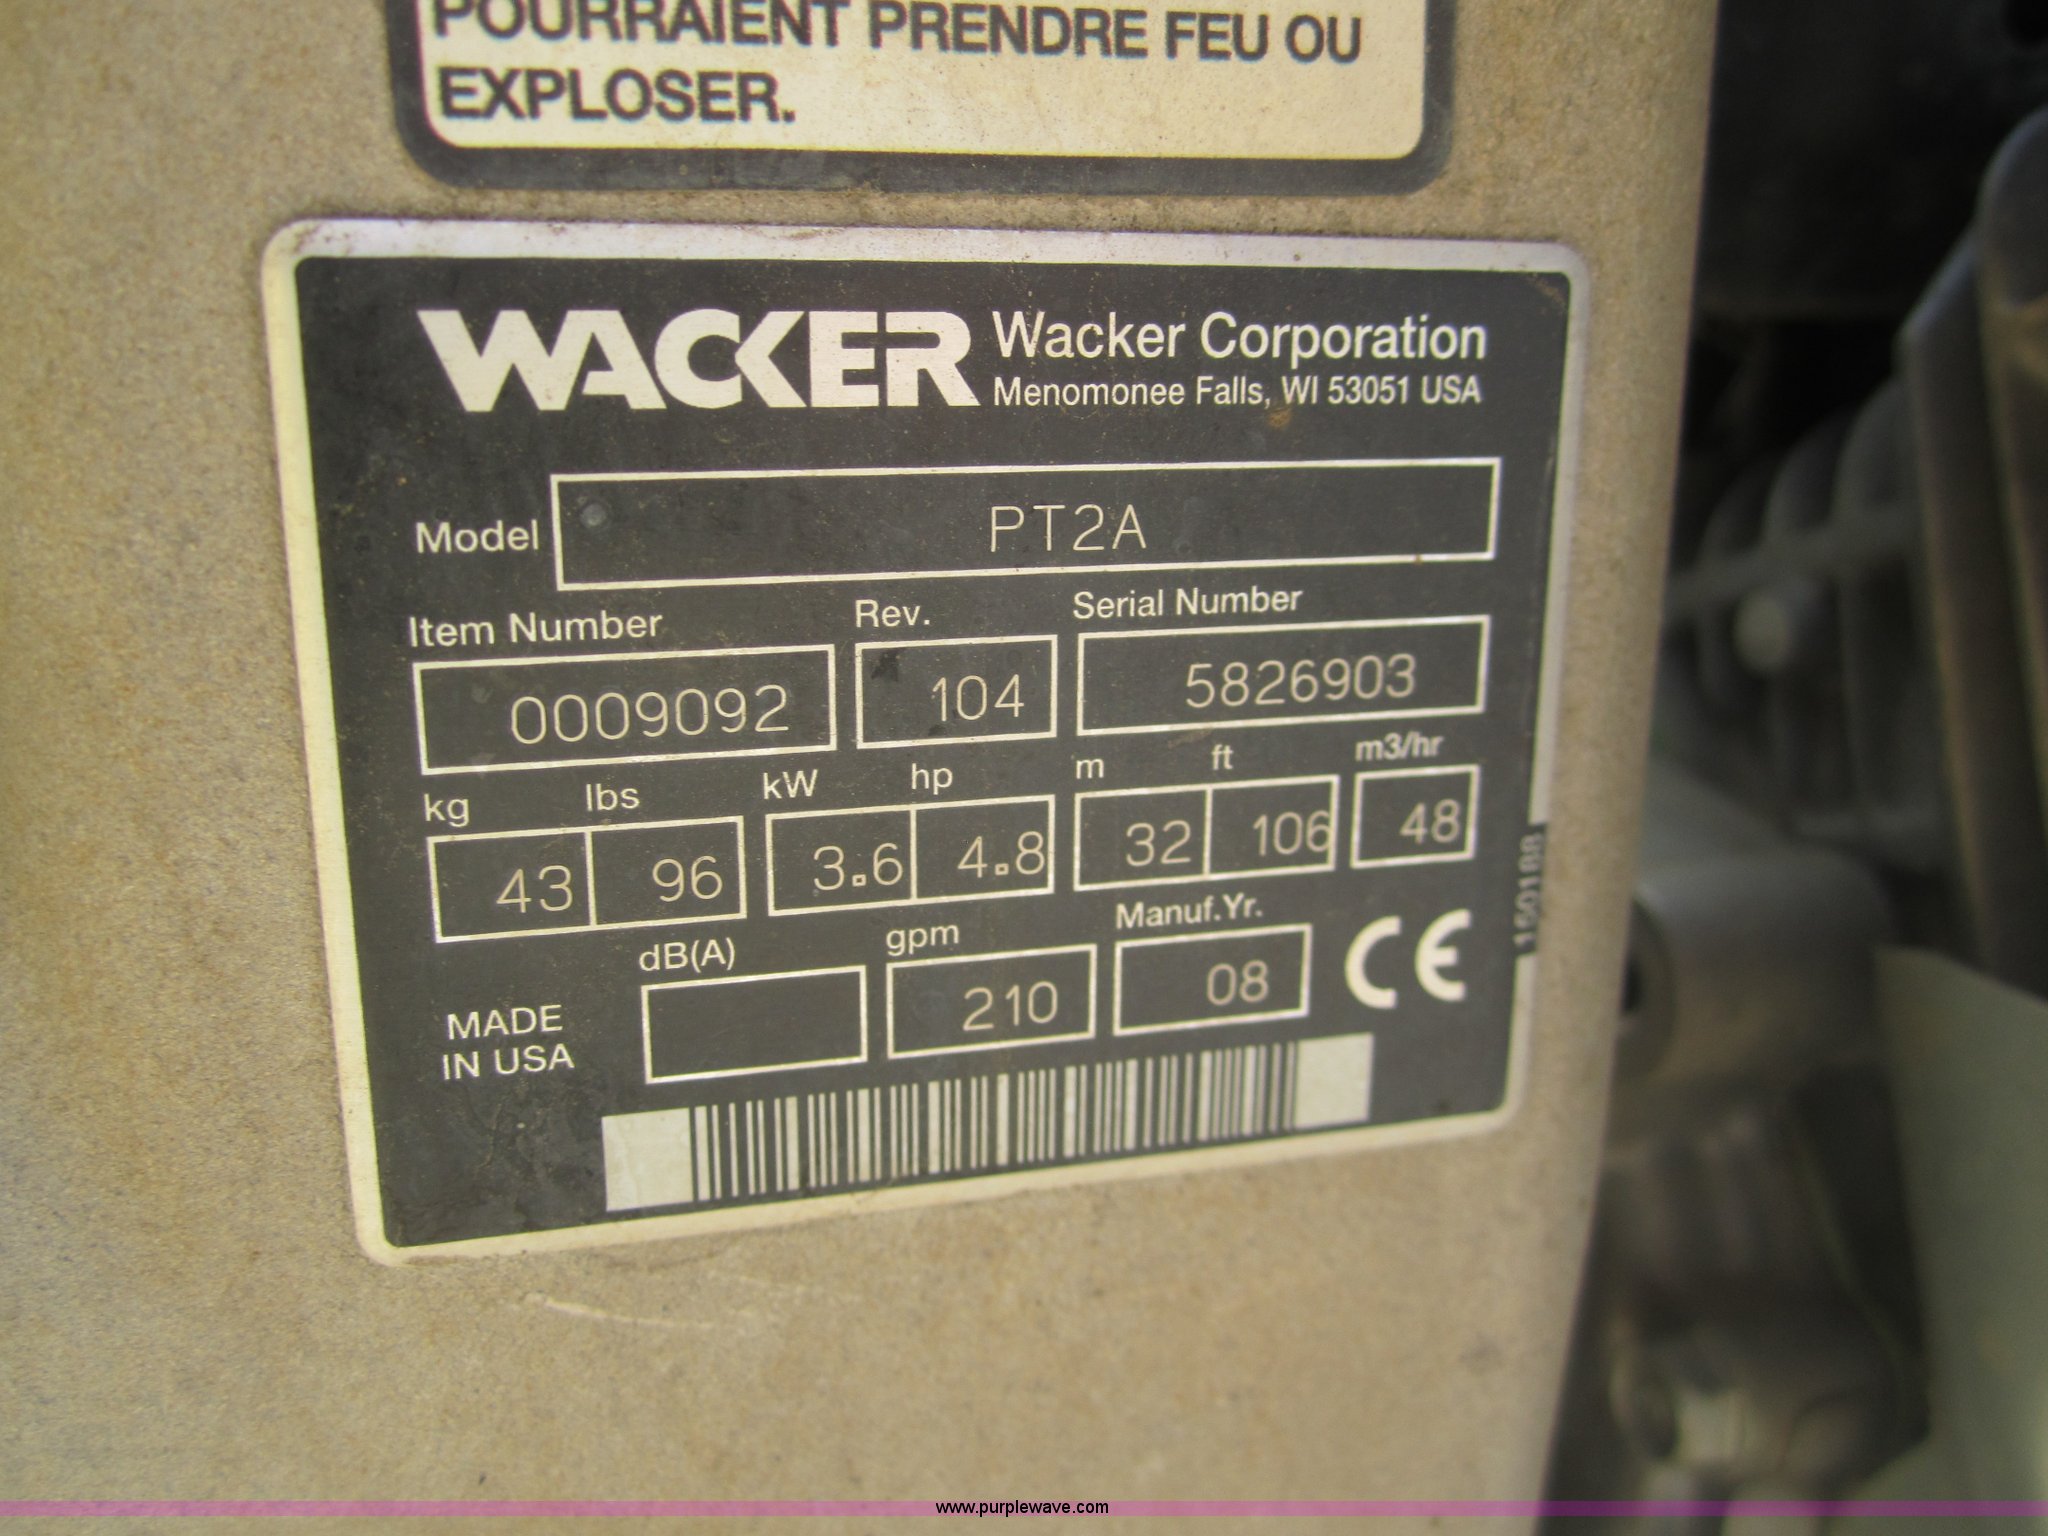 POURRAIENT PRENDRE FEU OU
EXPLOSER.
WACKER
Wacker Corporation
Menomonee Falls, WI 53051 USA
Model PT2A
Item Number Rev. Serial Number
0009092 104 5826903
kg lbs kW hp m ft m3/hr
43 96 3.6 4.8 32 106 48
dB(A) gpm Manuf.Yr.
210 08 CE
MADE
IN USA
150188
www.purplewave.com